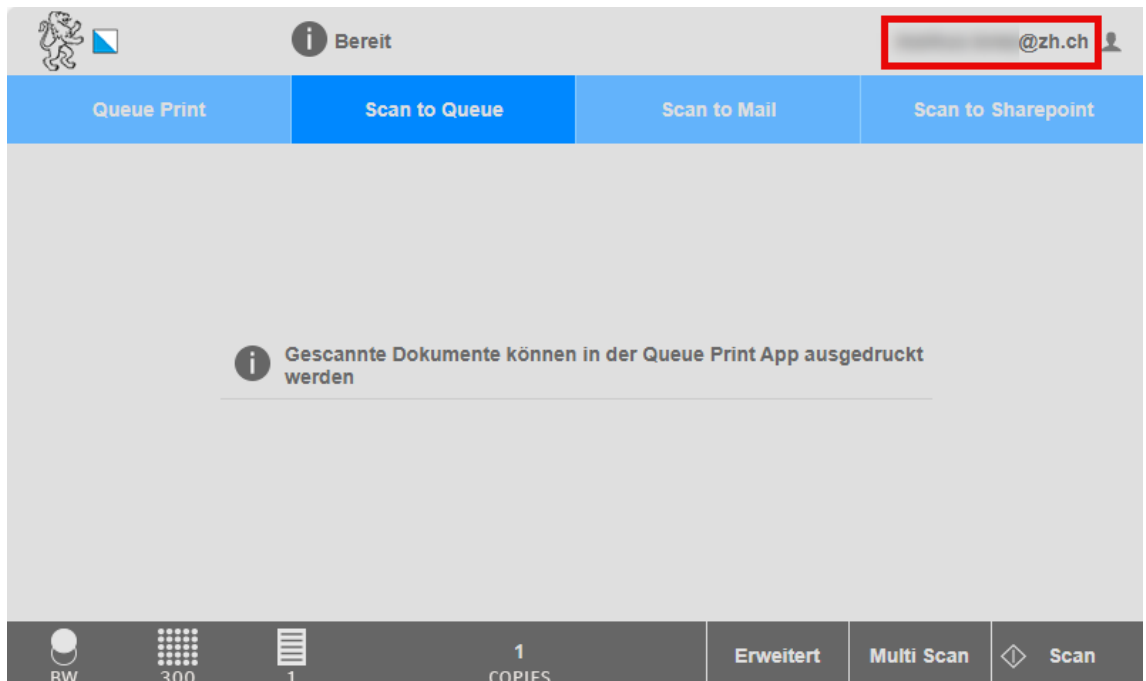 Bereit
@zh.ch
Queue Print
Scan to Queue
Scan to Mail
Scan to Sharepoint
Gescannte Dokumente können in der Queue Print App ausgedruckt
werden
BW
300
1
1
COPIES
Erweitert
Multi Scan
Scan